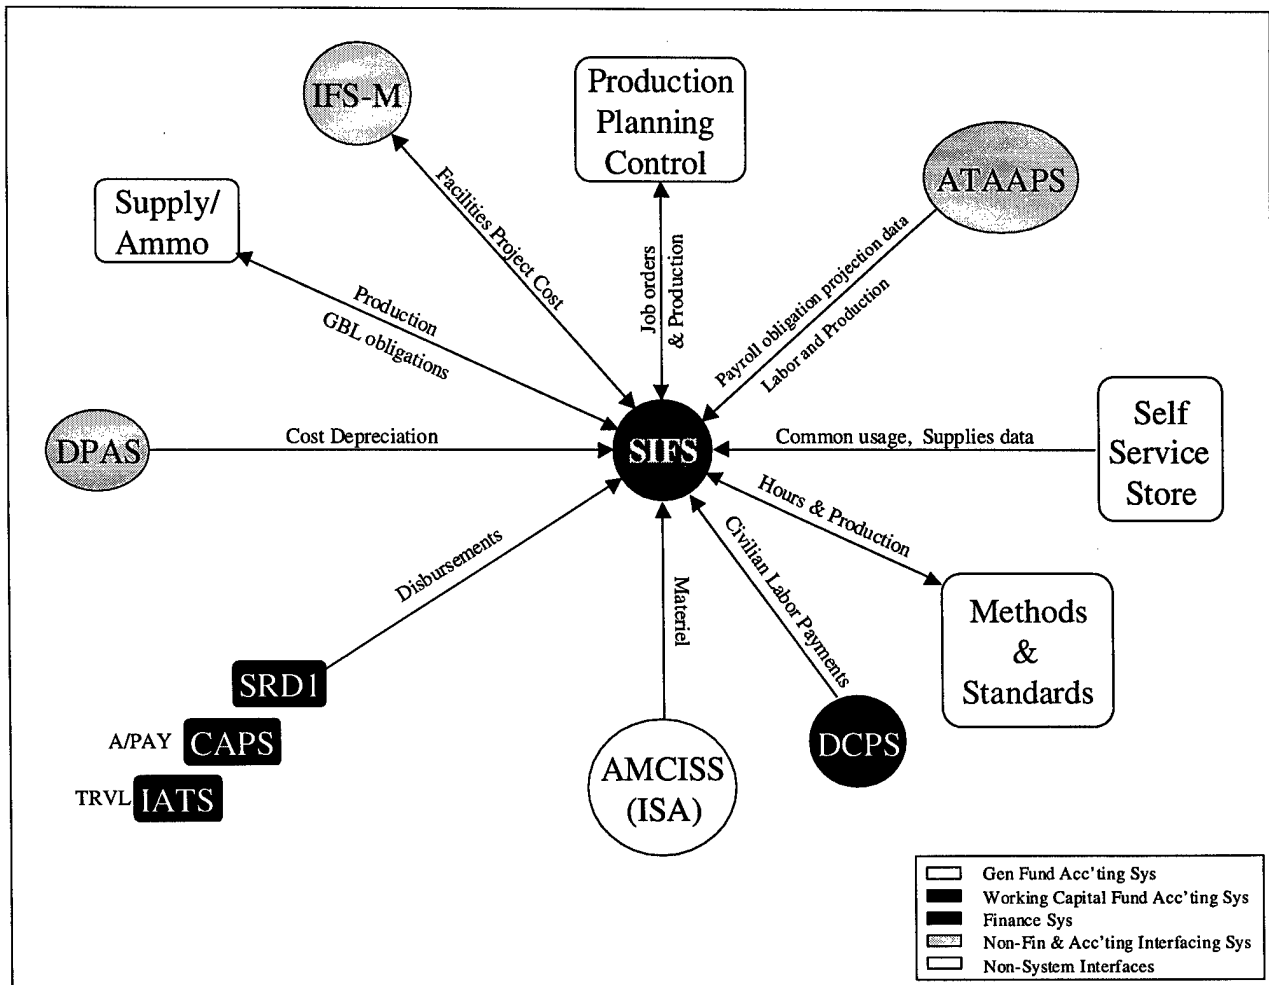 IFS-M
Production
Planning
Control
ATAAPS
Supply/
Ammo
Facilities Project Cost
Job orders
& Production
Payroll obligation projection data
Labor and Production
Production
GBL obligations
DPAS
Cost Depreciation
SIFS
Common usage, Supplies data
Self
Service
Store
Hours & Production
Disbursements
Materiel
Civilian Labor Payments
Methods
&
Standards
SRD1
A/PAY CAPS
TRVL IATS
AMCISS
(ISA)
DCPS
Gen Fund Acc'ting Sys
Working Capital Fund Acc'ting Sys
Finance Sys
Non-Fin & Acc'ting Interfacing Sys
Non-System Interfaces